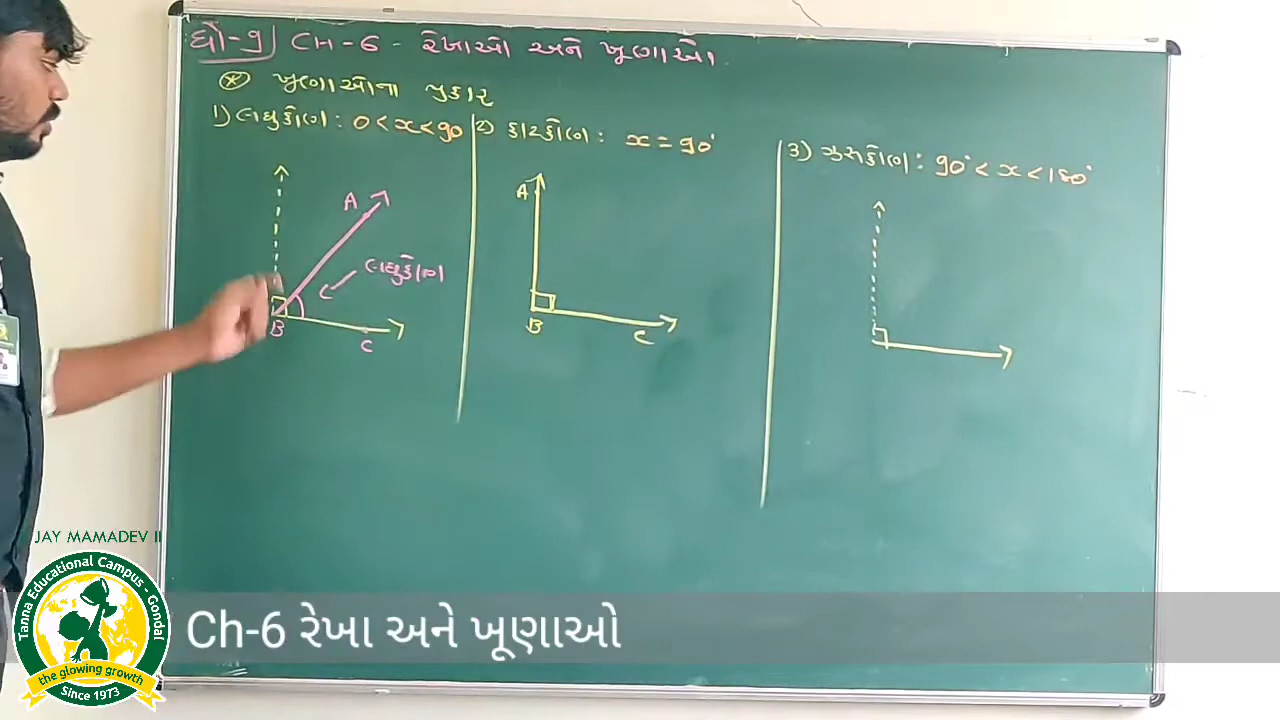 ધો-9 CH-6 - રેખાઓ અને ખૂણાઓ.
* ખુણાઓના પ્રકાર
1) લઘુકોણ : 0 < x < 90
2) કાટકોણ : x = 90°
3) ગુરુકોણ : 90° < x < 180°
A
લઘુકોણ
B
C
A
B
C
JAY MAMADEV II
Tanna Educational Campus - Gondal
the glowing growth
Since 1973
Ch-6 રેખા અને ખૂણાઓ